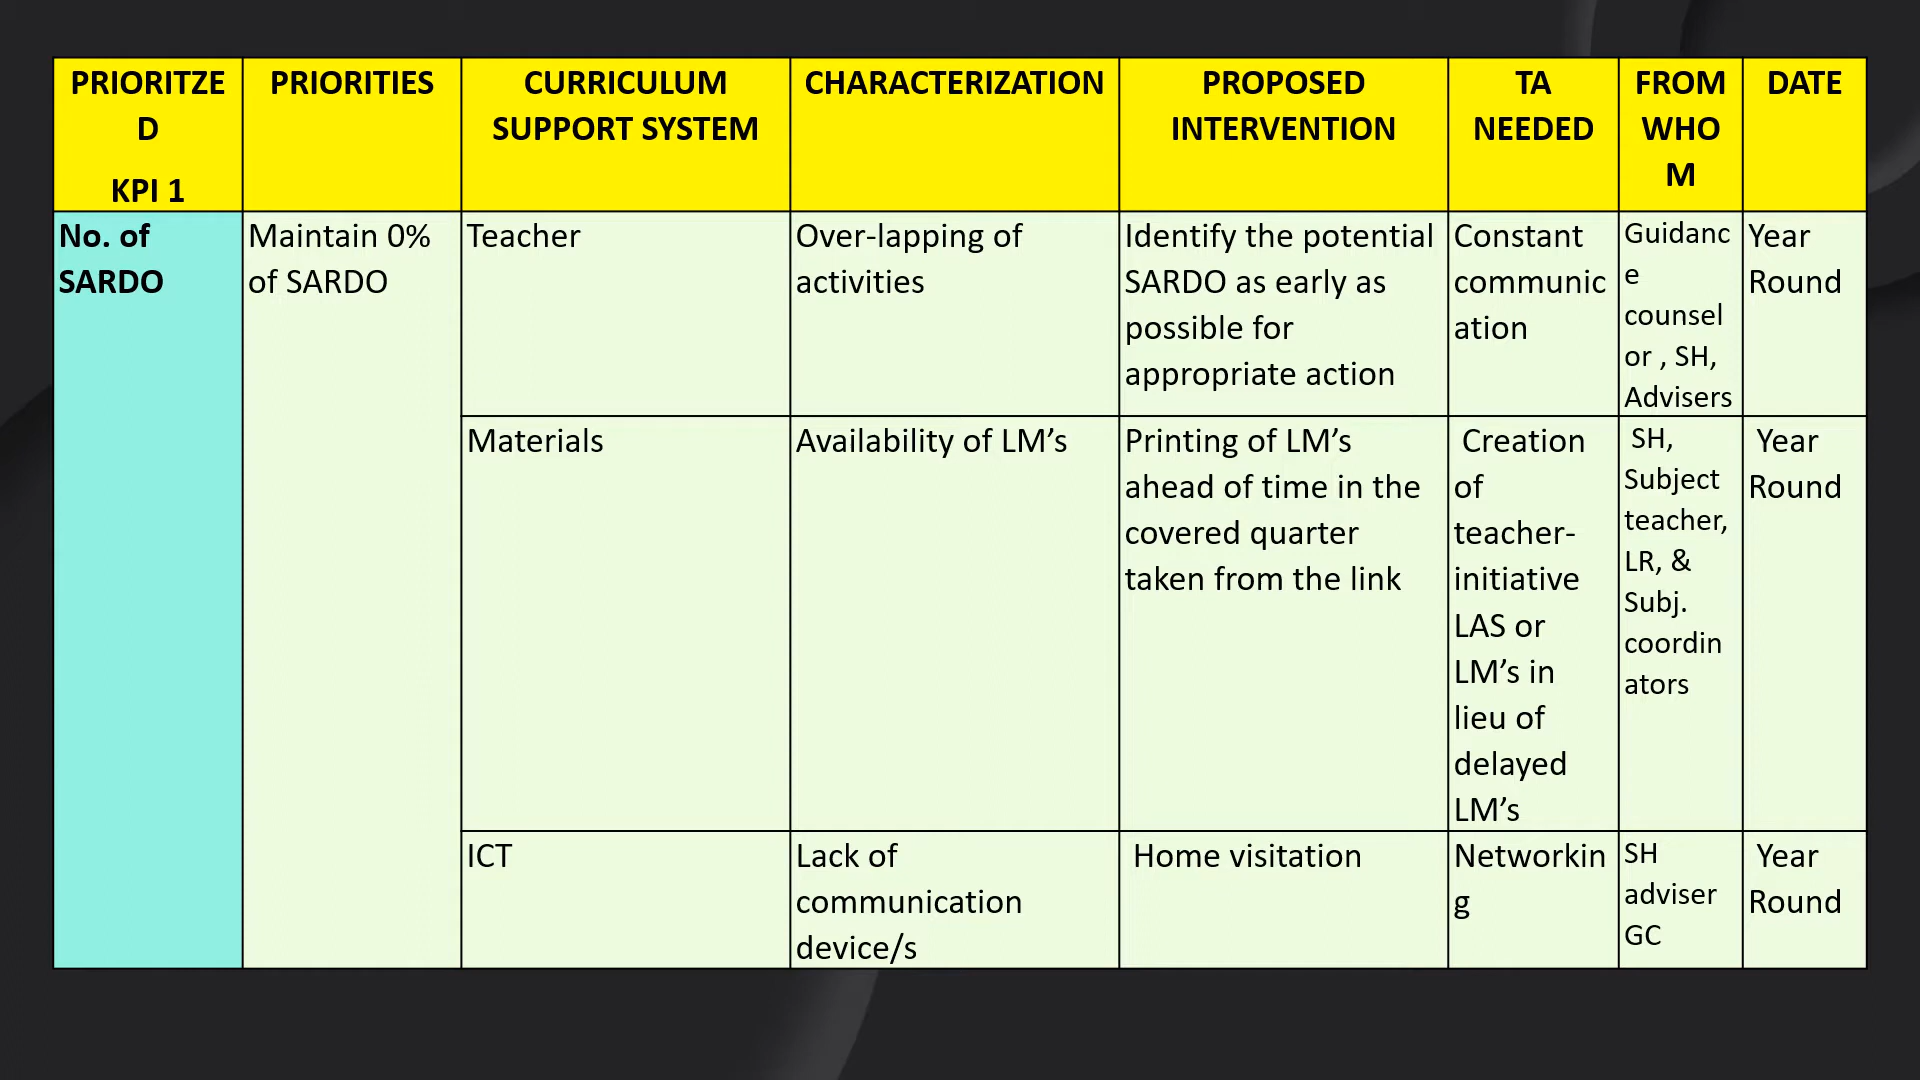 PRIORITZE
D
KPI 1
PRIORITIES
CURRICULUM
SUPPORT SYSTEM
CHARACTERIZATION
PROPOSED
INTERVENTION
TA
NEEDED
FROM
WHO
M
DATE
No. of
SARDO
Maintain 0%
of SARDO
Teacher
Over-lapping of
activities
Identify the potential
SARDO as early as
possible for
appropriate action
Constant
communic
ation
Guidanc
e
counsel
or , SH,
Advisers
Year
Round
Materials
Availability of LM’s
Printing of LM’s
ahead of time in the
covered quarter
taken from the link
Creation
of
teacher-
initiative
LAS or
LM’s in
lieu of
delayed
LM’s
SH,
Subject
teacher,
LR, &
Subj.
coordin
ators
Year
Round
ICT
Lack of
communication
device/s
Home visitation
Networkin
g
SH
adviser
GC
Year
Round